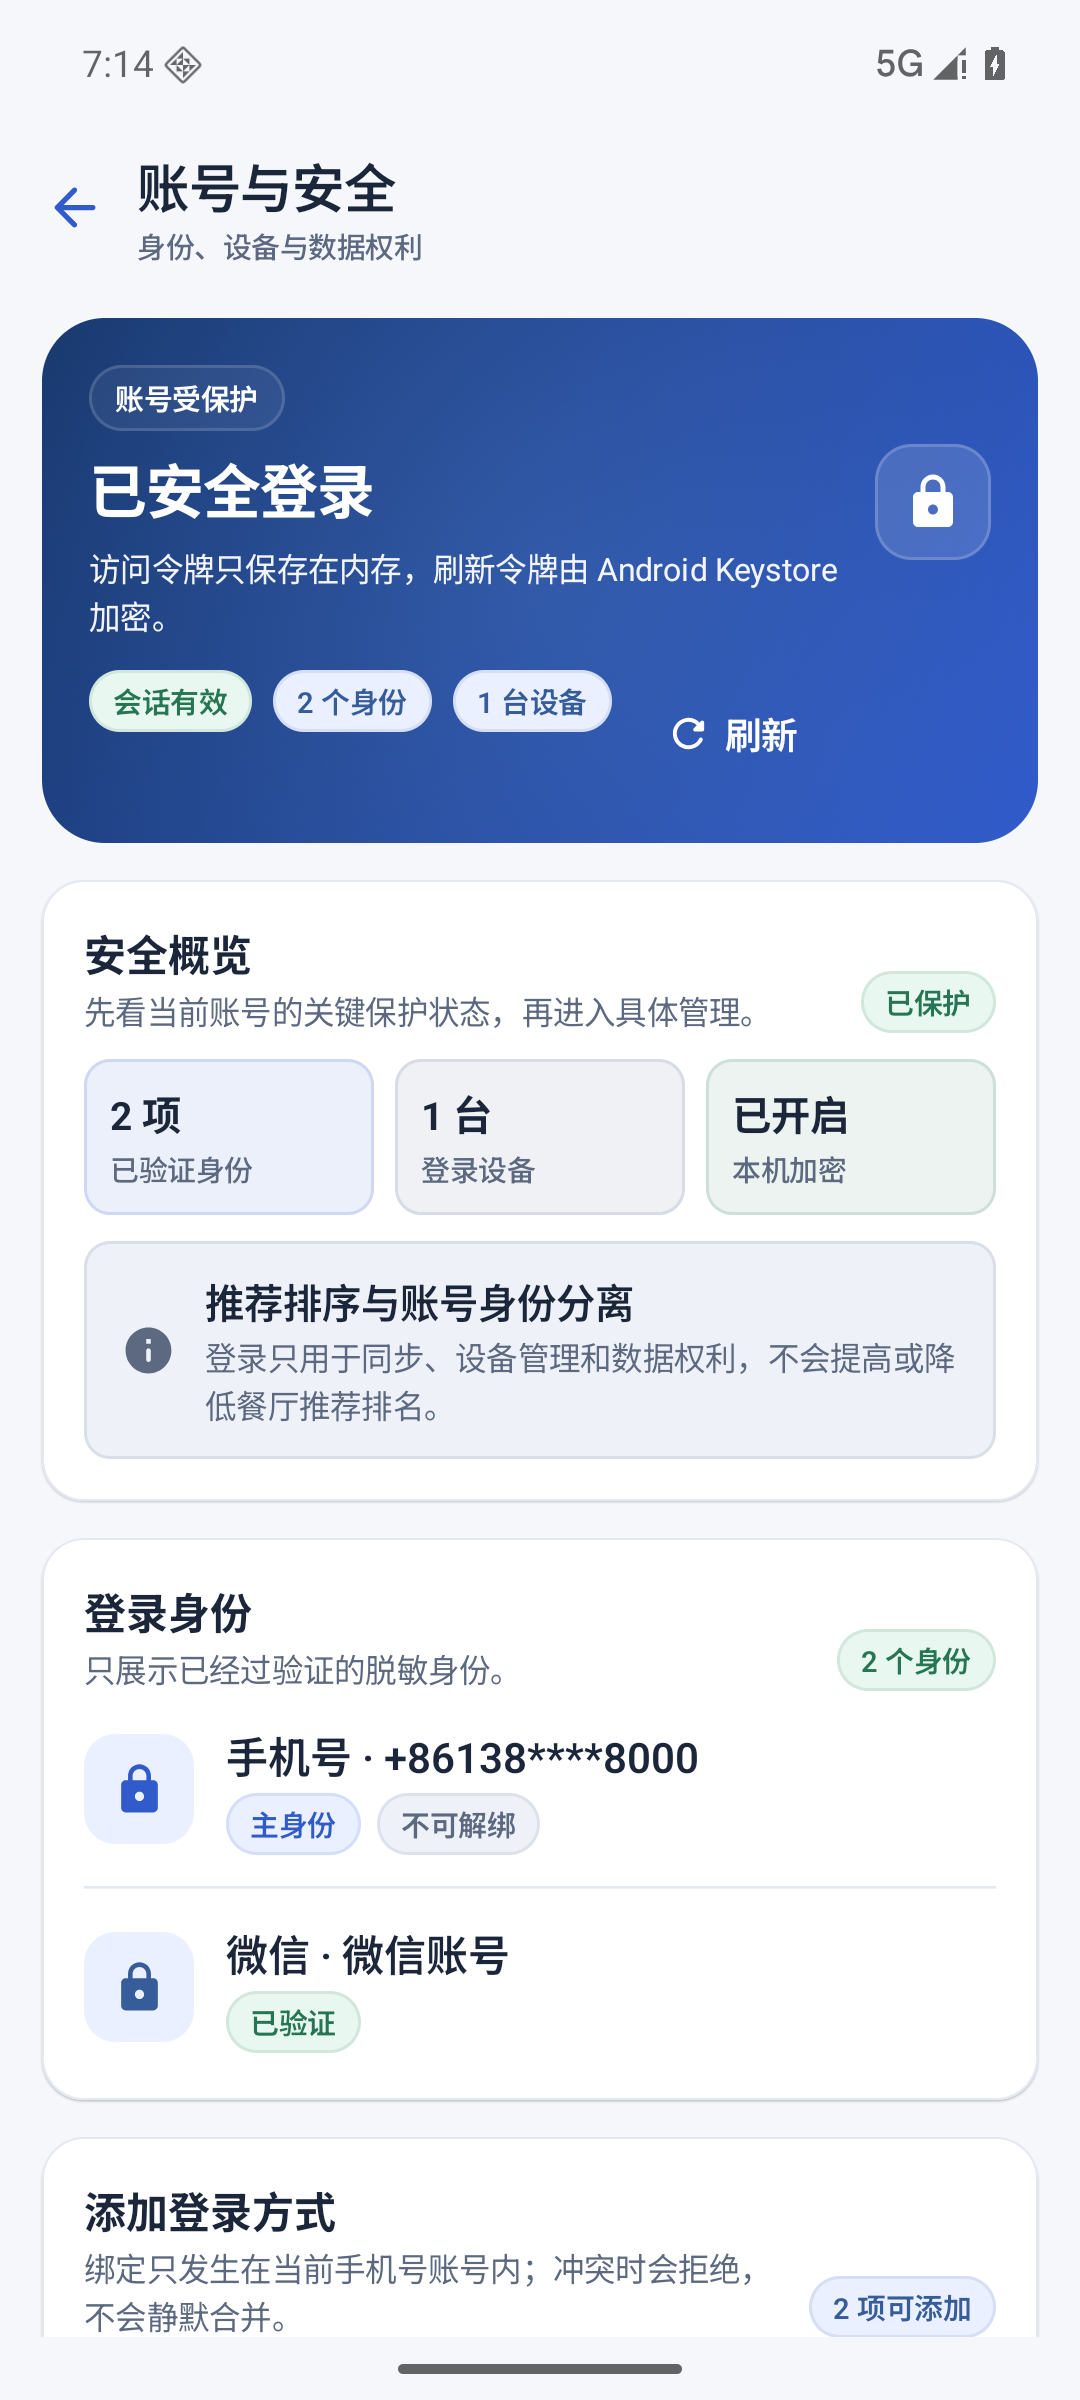 7:14
5G
账号与安全
身份、设备与数据权利
账号受保护
已安全登录
访问令牌只保存在内存，刷新令牌由 Android Keystore
加密。
会话有效
2 个身份
1 台设备
刷新
安全概览
先看当前账号的关键保护状态，再进入具体管理。
已保护
2 项
已验证身份
1 台
登录设备
已开启
本机加密
推荐排序与账号身份分离
登录只用于同步、设备管理和数据权利，不会提高或降
低餐厅推荐排名。
登录身份
只展示已经过验证的脱敏身份。
2 个身份
手机号 · +86138****8000
主身份
不可解绑
微信 · 微信账号
已验证
添加登录方式
绑定只发生在当前手机号账号内；冲突时会拒绝，
不会静默合并。
2 项可添加